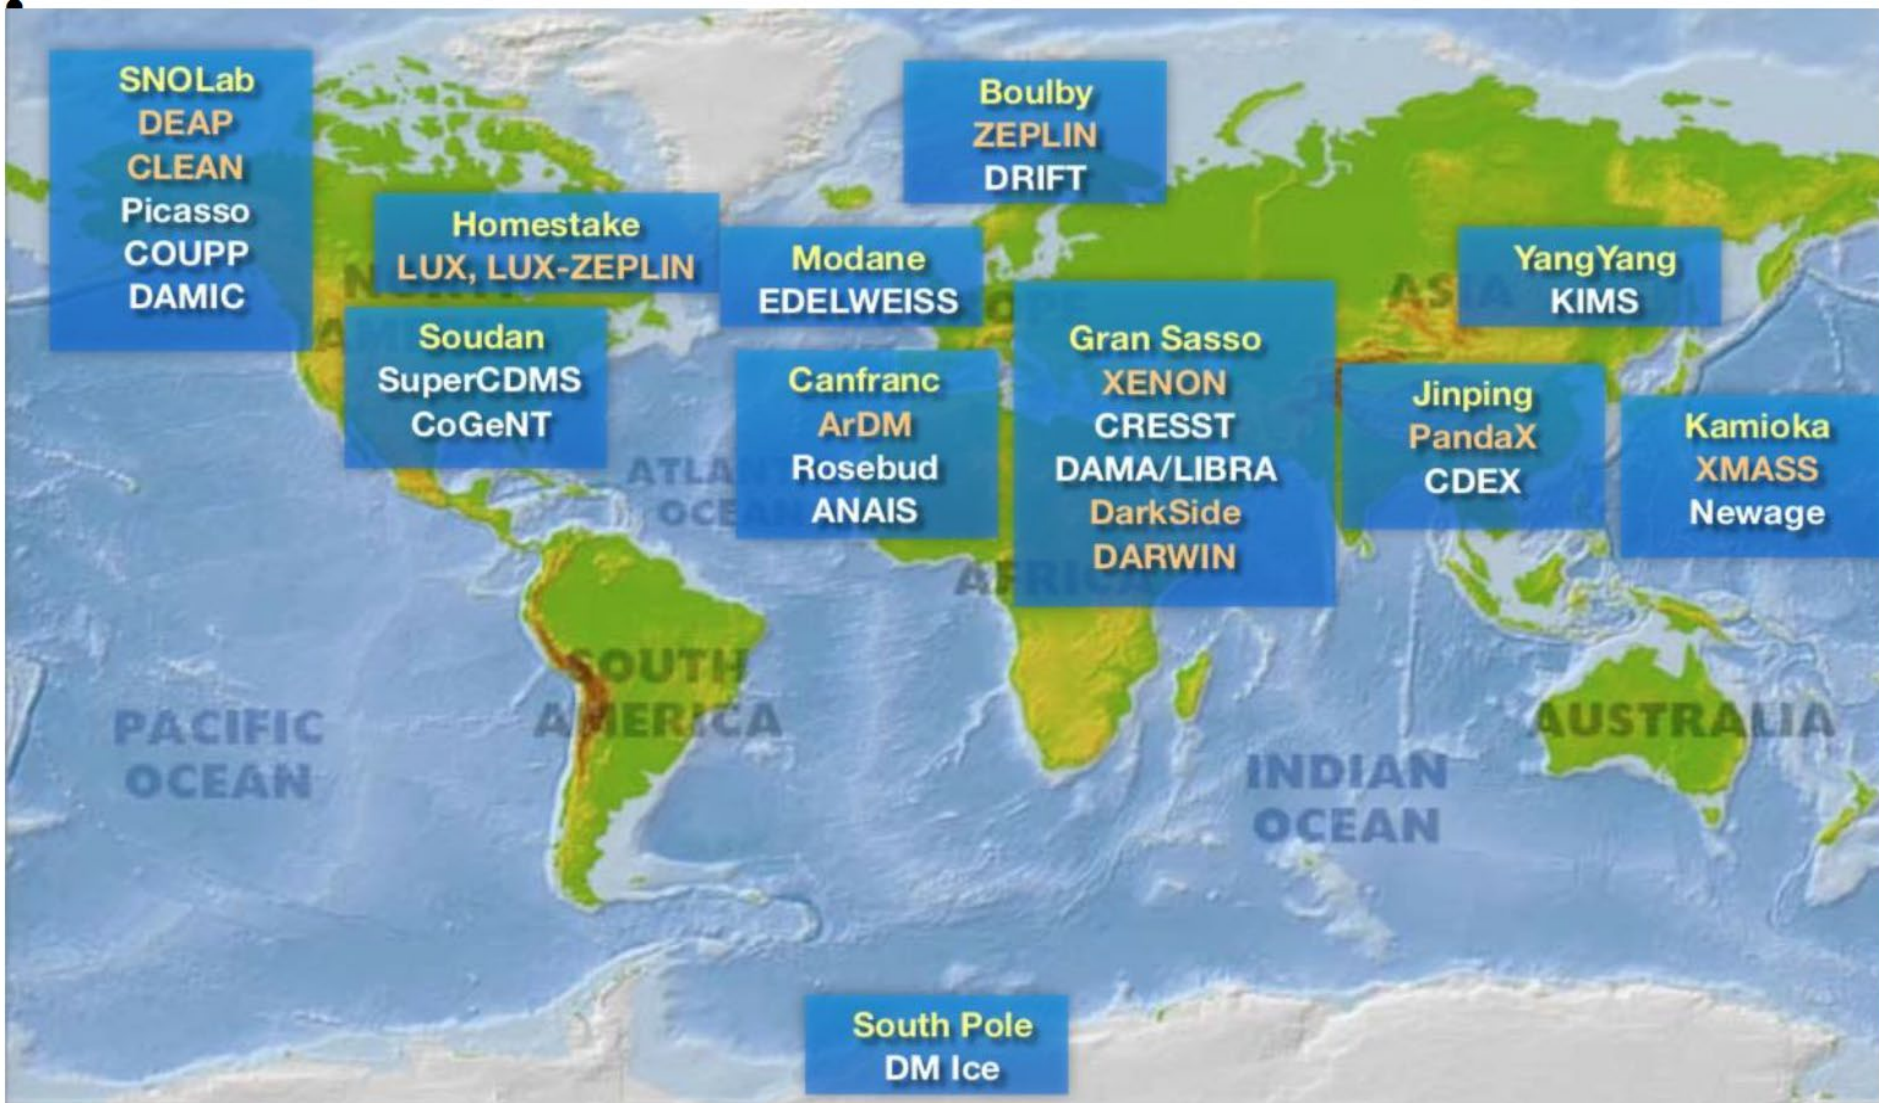 SNOLab
DEAP
CLEAN
Picasso
COUPP
DAMIC
Homestake
LUX, LUX-ZEPLIN
Soudan
SuperCDMS
CoGeNT
Boulby
ZEPLIN
DRIFT
Modane
EDELWEISS
Canfranc
ArDM
Rosebud
ANAIS
Gran Sasso
XENON
CRESST
DAMA/LIBRA
DarkSide
DARWIN
YangYang
KIMS
Jinping
PandaX
CDEX
Kamioka
XMASS
Newage
ASIA
AFRICA
SOUTH
AMERICA
PACIFIC
OCEAN
INDIAN
OCEAN
AUSTRALIA
South Pole
DM Ice